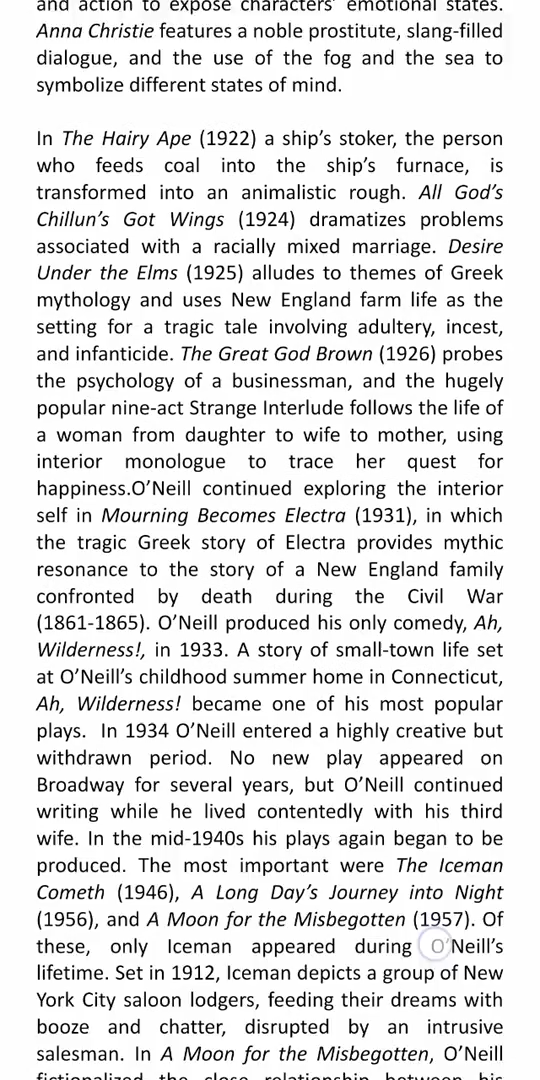 and action to expose characters' emotional states.
Anna Christie features a noble prostitute, slang-filled
dialogue, and the use of the fog and the sea to
symbolize different states of mind.
In The Hairy Ape (1922) a ship's stoker, the person
who feeds coal into the ship's furnace, is
transformed into an animalistic rough. All God's
Chillun's Got Wings (1924) dramatizes problems
associated with a racially mixed marriage. Desire
Under the Elms (1925) alludes to themes of Greek
mythology and uses New England farm life as the
setting for a tragic tale involving adultery, incest,
and infanticide. The Great God Brown (1926) probes
the psychology of a businessman, and the hugely
popular nine-act Strange Interlude follows the life of
a woman from daughter to wife to mother, using
interior monologue to trace her quest for
happiness.O'Neill continued exploring the interior
self in Mourning Becomes Electra (1931), in which
the tragic Greek story of Electra provides mythic
resonance to the story of a New England family
confronted by death during the Civil War
(1861-1865). O'Neill produced his only comedy, Ah,
Wilderness!, in 1933. A story of small-town life set
at O'Neill's childhood summer home in Connecticut,
Ah, Wilderness! became one of his most popular
plays. In 1934 O'Neill entered a highly creative but
withdrawn period. No new play appeared on
Broadway for several years, but O'Neill continued
writing while he lived contentedly with his third
wife. In the mid-1940s his plays again began to be
produced. The most important were The Iceman
Cometh (1946), A Long Day's Journey into Night
(1956), and A Moon for the Misbegotten (1957). Of
these, only Iceman appeared during O'Neill's
lifetime. Set in 1912, Iceman depicts a group of New
York City saloon lodgers, feeding their dreams with
booze and chatter, disrupted by an intrusive
salesman. In A Moon for the Misbegotten, O'Neill
fictionalized the close relationship between his